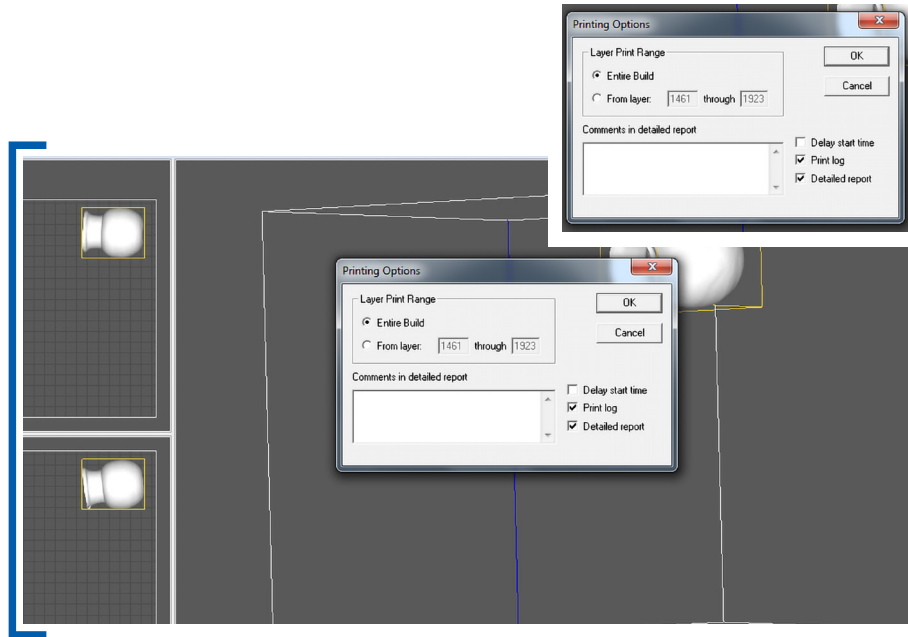 Printing Options
Layer Print Range
OK
Entire Build
Cancel
From layer: 1461 through 1923
Comments in detailed report
Delay start time
Print log
Detailed report
Printing Options
Layer Print Range
OK
Entire Build
Cancel
From layer: 1461 through 1923
Comments in detailed report
Delay start time
Print log
Detailed report